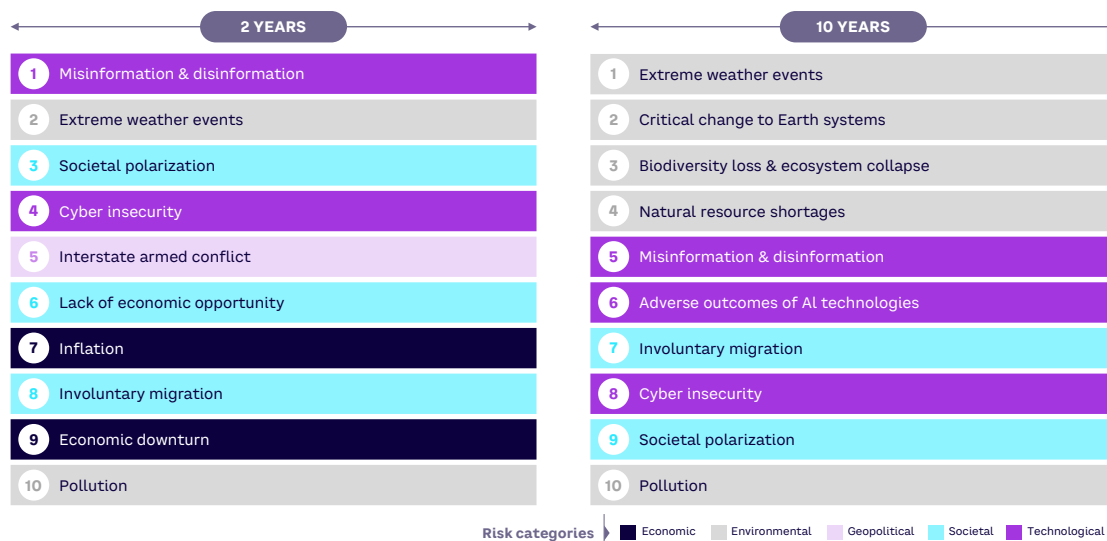 2 YEARS
1 Misinformation & disinformation
2 Extreme weather events
3 Societal polarization
4 Cyber insecurity
5 Interstate armed conflict
6 Lack of economic opportunity
7 Inflation
8 Involuntary migration
9 Economic downturn
10 Pollution
10 YEARS
1 Extreme weather events
2 Critical change to Earth systems
3 Biodiversity loss & ecosystem collapse
4 Natural resource shortages
5 Misinformation & disinformation
6 Adverse outcomes of AI technologies
7 Involuntary migration
8 Cyber insecurity
9 Societal polarization
10 Pollution
Risk categories Economic Environmental Geopolitical Societal Technological